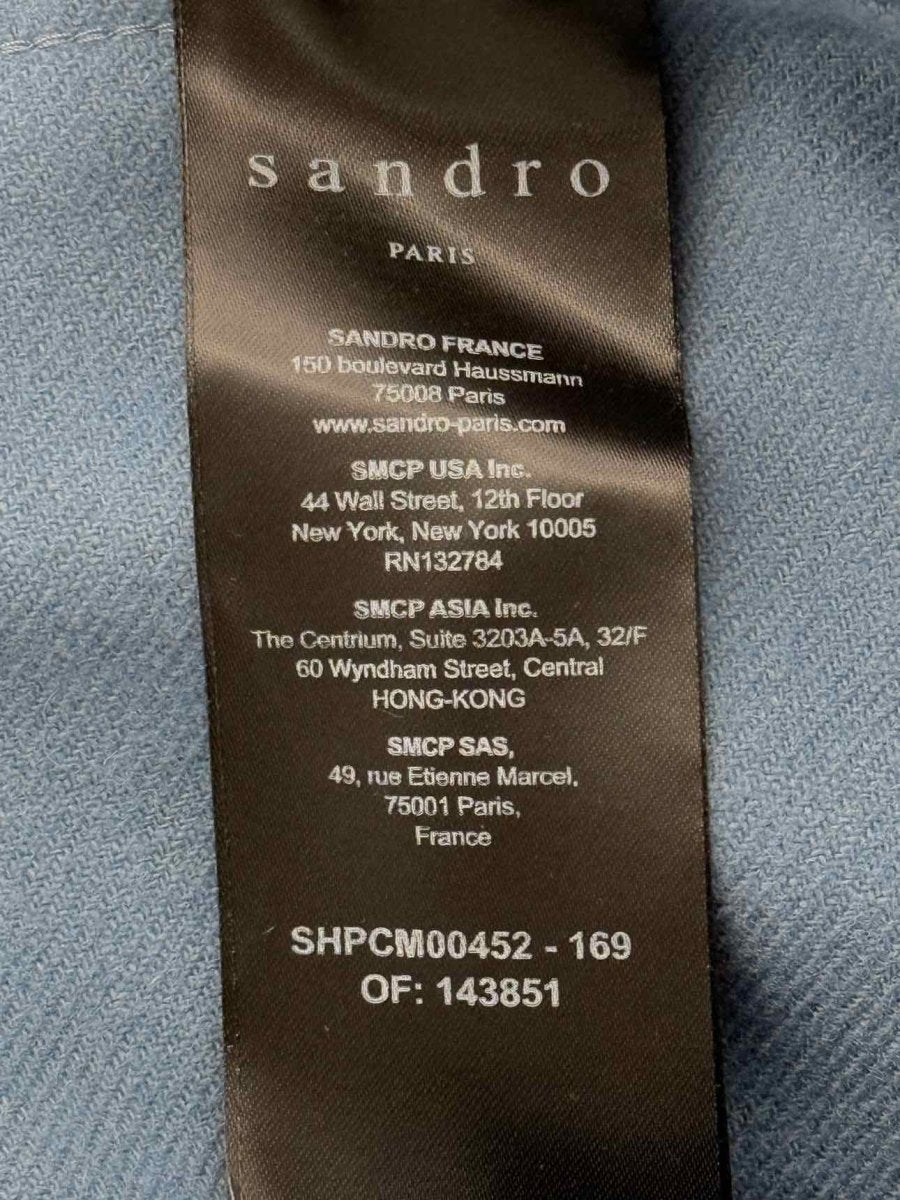 sandro
PARIS
SANDRO FRANCE
150 boulevard Haussmann
75008 Paris
www.sandro-paris.com
SMCP USA Inc.
44 Wall Street, 12th Floor
New York, New York 10005
RN132784
SMCP ASIA Inc.
The Centrium, Suite 3203A-5A, 32/F
60 Wyndham Street, Central
HONG-KONG
SMCP SAS,
49, rue Etienne Marcel,
75001 Paris,
France
SHPCM00452 - 169
OF: 143851